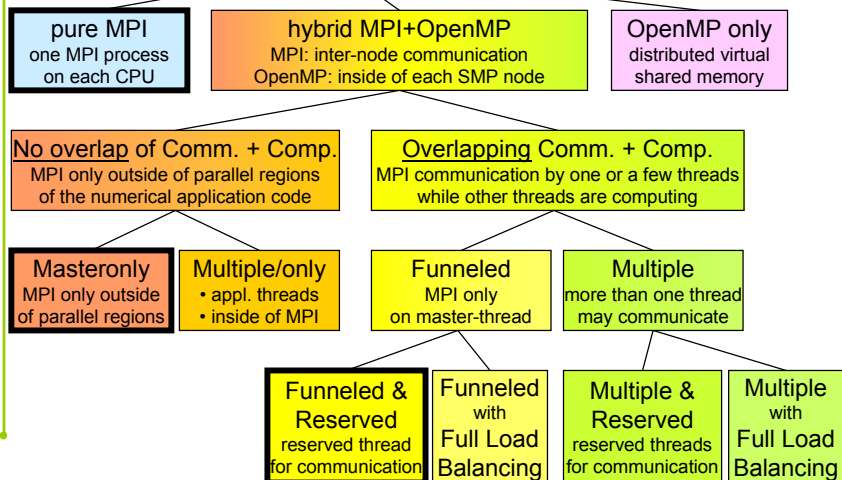 pure MPI
one MPI process
on each CPU
hybrid MPI+OpenMP
MPI: inter-node communication
OpenMP: inside of each SMP node
OpenMP only
distributed virtual
shared memory
No overlap of Comm. + Comp.
MPI only outside of parallel regions
of the numerical application code
Overlapping Comm. + Comp.
MPI communication by one or a few threads
while other threads are computing
Masteronly
MPI only outside
of parallel regions
Multiple/only
• appl. threads
• inside of MPI
Funneled
MPI only
on master-thread
Multiple
more than one thread
may communicate
Funneled &
Reserved
reserved thread
for communication
Funneled
with
Full Load
Balancing
Multiple &
Reserved
reserved threads
for communication
Multiple
with
Full Load
Balancing